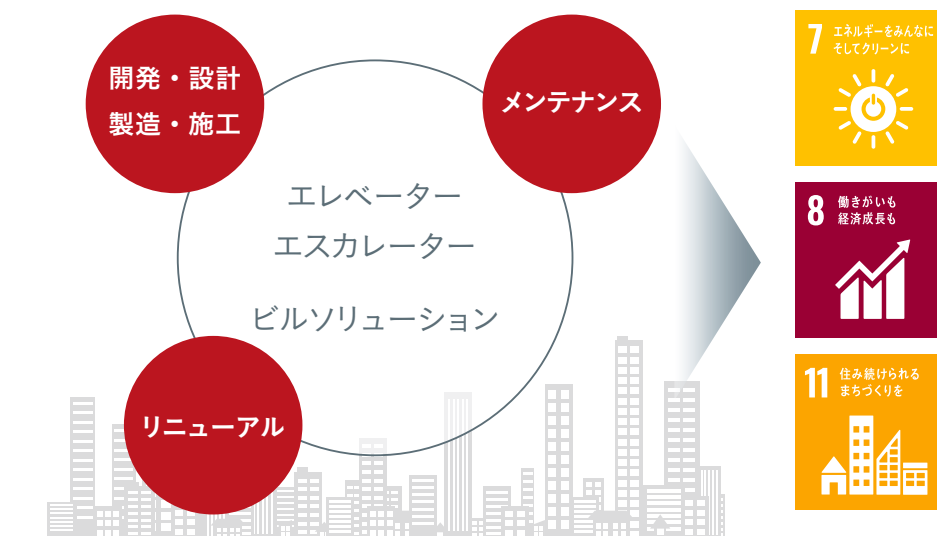 開発・設計
製造・施工
メンテナンス
エレベーター
エスカレーター
ビルソリューション
リニューアル
7 エネルギーをみんなに
そしてクリーンに
8 働きがいも
経済成長も
11 住み続けられる
まちづくりを